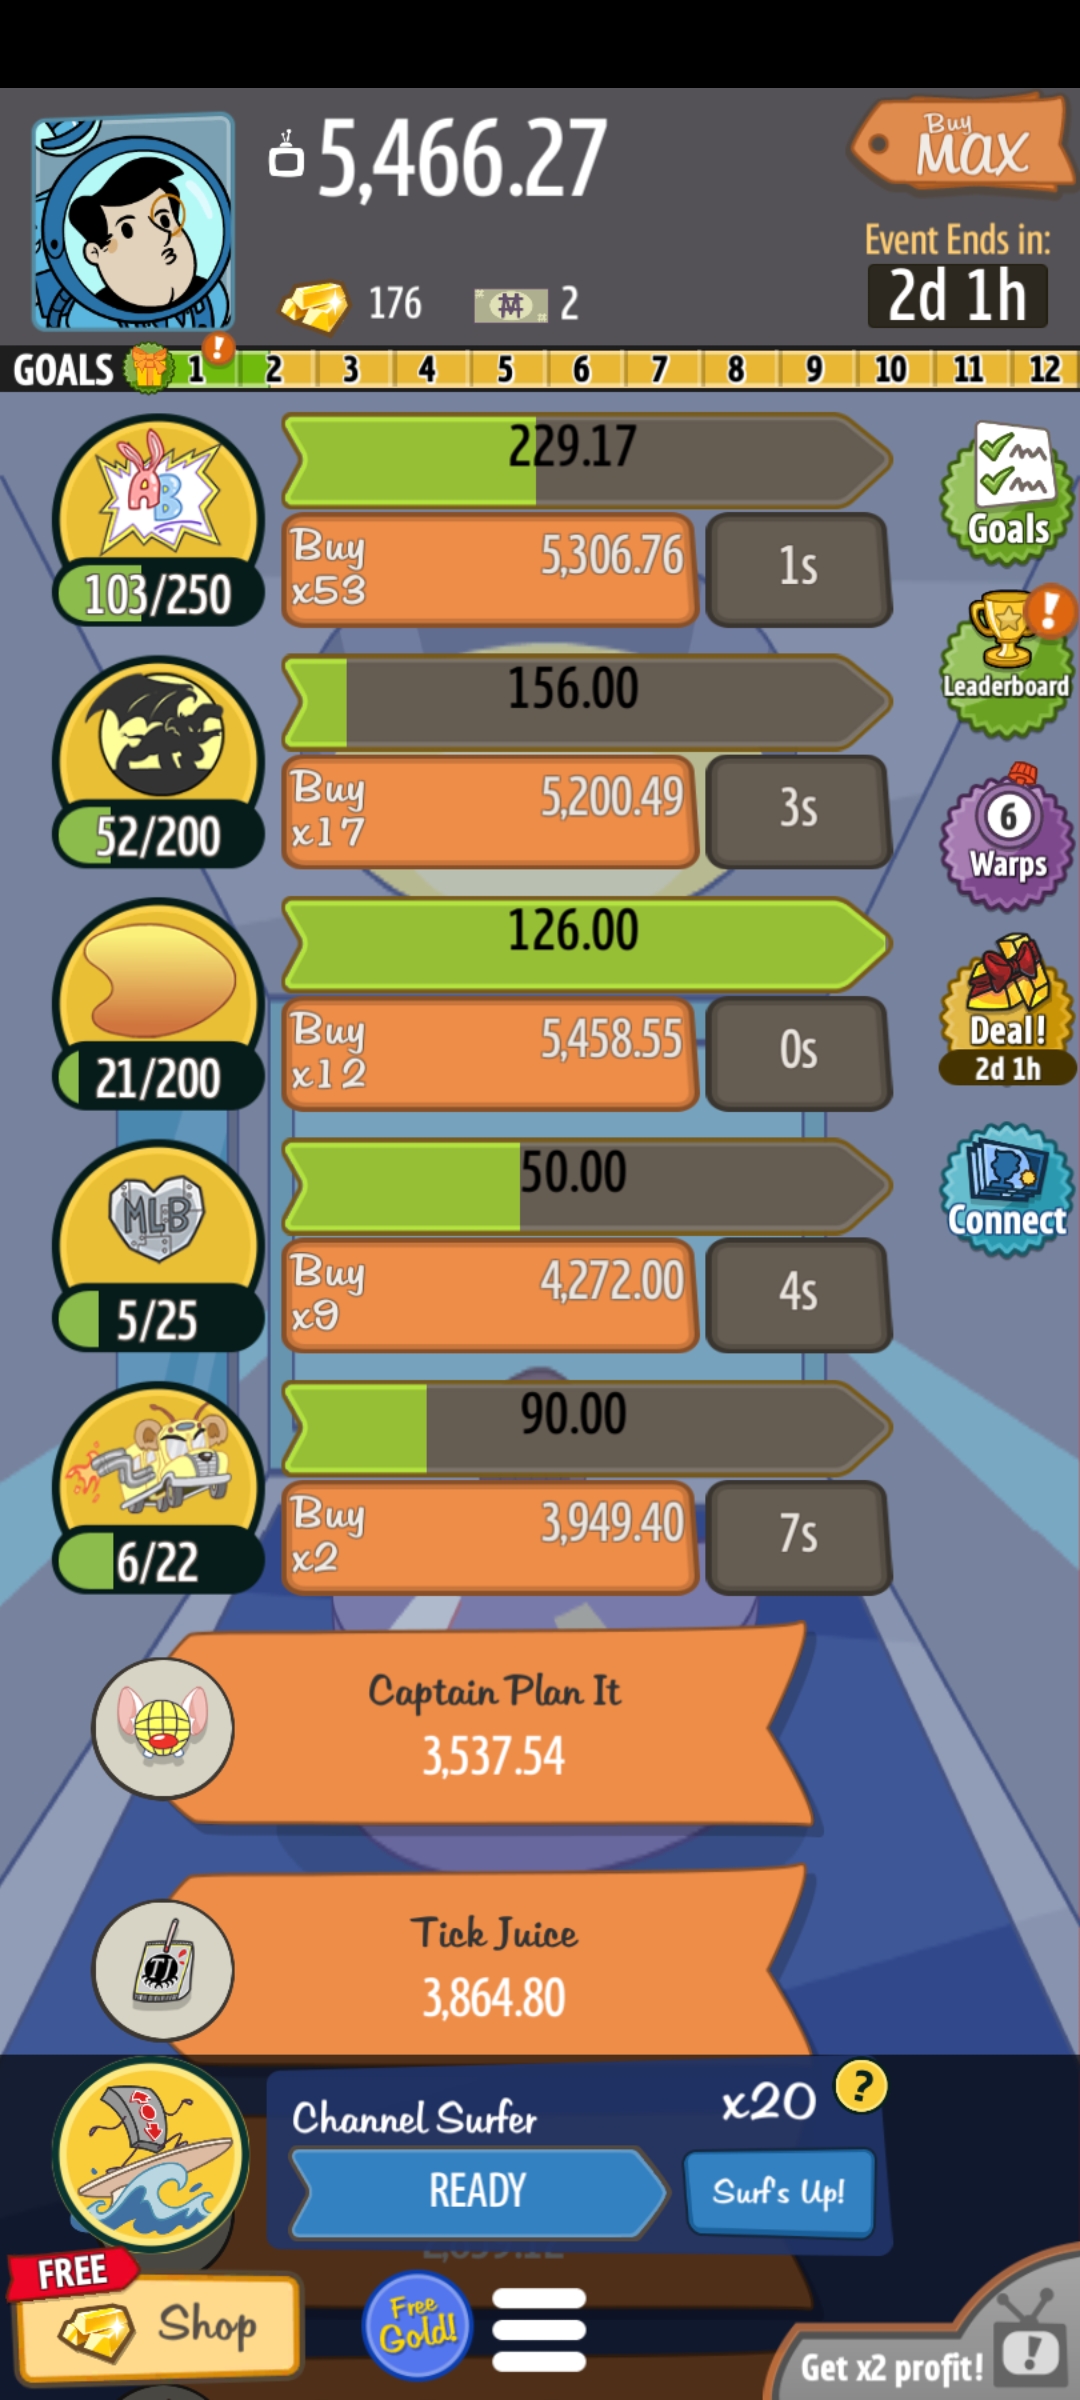 5,466.27
Buy
MAX
176
2
Event Ends in:
2d 1h
GOALS 1 ! 2 3 4 5 6 7 8 9 10 11 12
AB
229.17
103/250
Buy
x53
5,306.76
1s
Goals
156.00
52/200
Buy
x17
5,200.49
3s
!
Leaderboard
6
Warps
126.00
21/200
Buy
x12
5,458.55
0s
Deal!
2d 1h
MLB
50.00
5/25
Buy
x9
4,272.00
4s
Connect
90.00
6/22
Buy
x2
3,949.40
7s
Captain Plan It
3,537.54
TJ
Tick Juice
3,864.80
Channel Surfer
x20
?
READY
Surf's Up!
FREE
Shop
Free
Gold!
Get x2 profit!
!